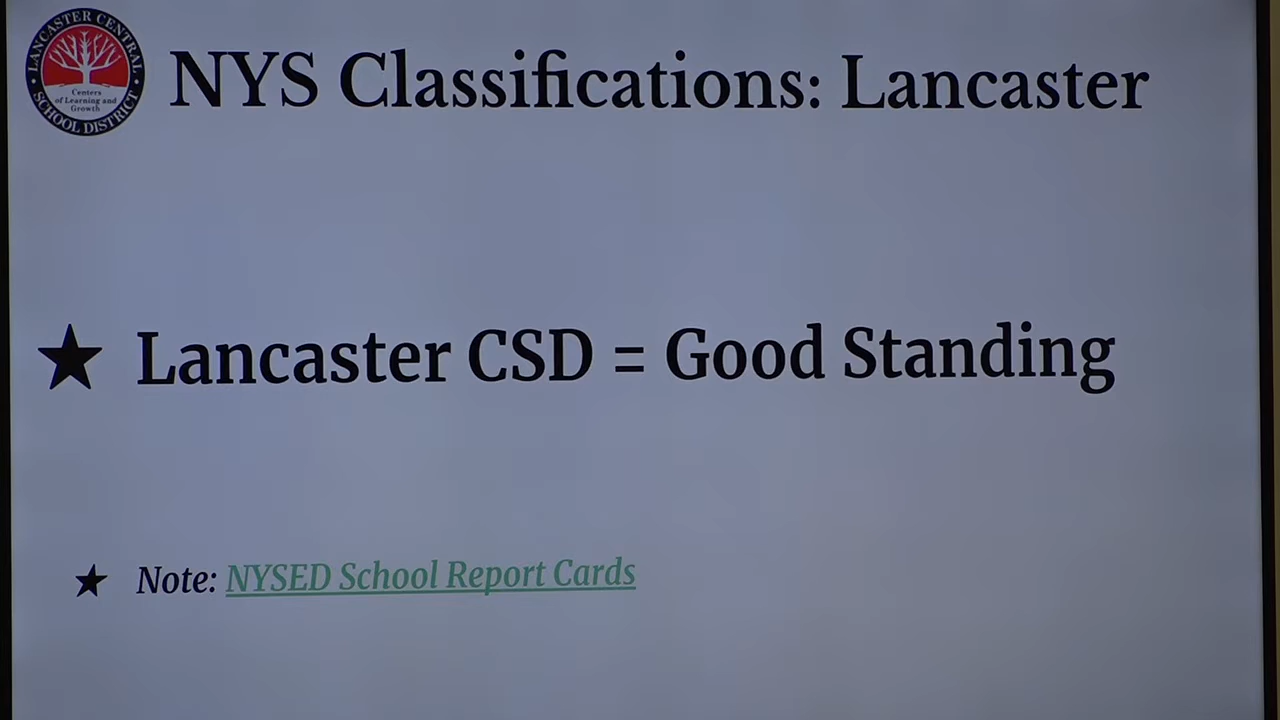 LANCASTER CENTRAL
SCHOOL DISTRICT
Centers
of Learning and
Growth
NYS Classifications: Lancaster
★ Lancaster CSD = Good Standing
★ Note: NYSED School Report Cards